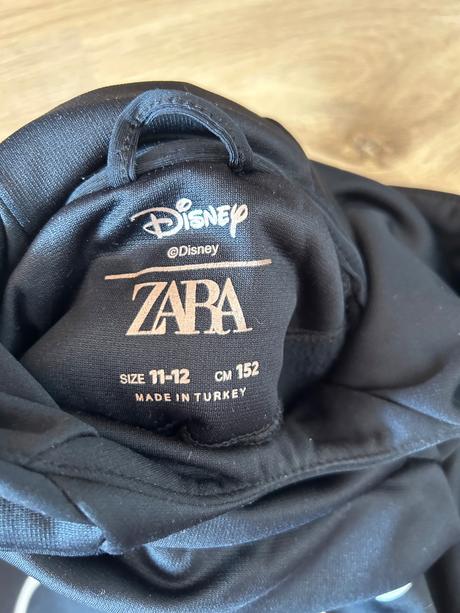 Disney
©Disney
ZARA
SIZE 11-12 CM 152
MADE IN TURKEY